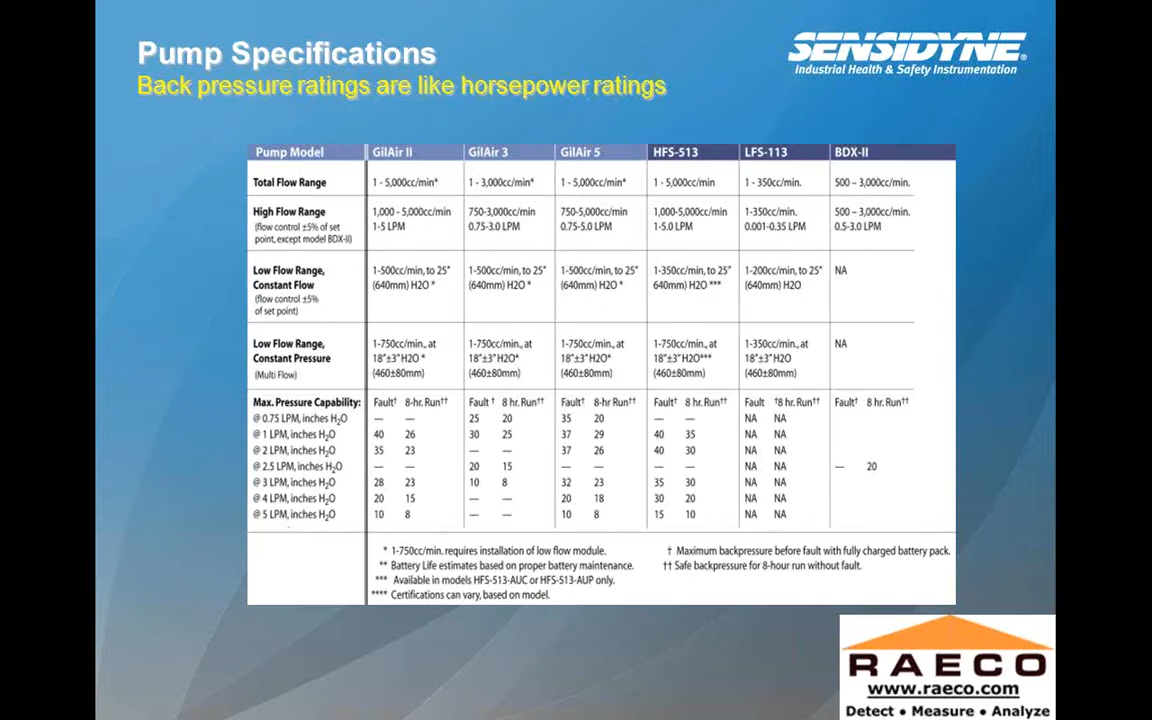 Pump Specifications
Back pressure ratings are like horsepower ratings
SENSIDYNE®
Industrial Health & Safety Instrumentation
Pump Model GilAir II GilAir 3 GilAir 5 HFS-513 LFS-113 BDX-II
Total Flow Range 1 - 5,000cc/min* 1 - 3,000cc/min* 1 - 5,000cc/min* 1 - 5,000cc/min 1 - 350cc/min. 500 – 3,000cc/min.
High Flow Range 1,000 - 5,000cc/min 750-3,000cc/min 750-5,000cc/min 1,000-5,000cc/min 1-350cc/min. 500 – 3,000cc/min.
(flow control ±5% of set 1-5 LPM 0.75-3.0 LPM 0.75-5.0 LPM 1-5.0 LPM 0.001-0.35 LPM 0.5-3.0 LPM
point, except model BDX-II)
Low Flow Range, 1-500cc/min, to 25" 1-500cc/min, to 25" 1-500cc/min, to 25" 1-350cc/min, to 25" 1-200cc/min, to 25" NA
Constant Flow (640mm) H2O * (640mm) H2O * (640mm) H2O * 640mm) H2O *** (640mm) H2O
(flow control ±5%
of set point)
Low Flow Range, 1-750cc/min., at 1-750cc/min., at 1-750cc/min., at 1-750cc/min., at 1-350cc/min., at NA
Constant Pressure 18"±3"H2O * 18"±3"H2O* 18"±3"H2O* 18"±3"H2O*** 18"±3"H2O
(Multi Flow) (460±80mm) (460±80mm) (460±80mm) (460±80mm) (460±80mm)
Max. Pressure Capability: Fault† 8-hr. Run†† Fault † 8 hr. Run†† Fault† 8-hr Run†† Fault† 8 hr. Run†† Fault †8 hr. Run†† Fault† 8 hr. Run††
@ 0.75 LPM, inches H2O — — 25 20 35 20 — — NA NA
@ 1 LPM, inches H2O 40 26 30 25 37 29 40 35 NA NA
@ 2 LPM, inches H2O 35 23 — — 37 26 40 30 NA NA
@ 2.5 LPM, inches H2O — — 20 15 — — — — NA NA — 20
@ 3 LPM, inches H2O 28 23 10 8 32 23 35 30 NA NA
@ 4 LPM, inches H2O 20 15 — — 20 18 30 20 NA NA
@ 5 LPM, inches H2O 10 8 — — 10 8 15 10 NA NA
* 1-750cc/min. requires installation of low flow module. † Maximum backpressure before fault with fully charged battery pack.
** Battery Life estimates based on proper battery maintenance. †† Safe backpressure for 8-hour run without fault.
*** Available in models HFS-513-AUC or HFS-513-AUP only.
**** Certifications can vary, based on model.
RAECO
www.raeco.com
Detect • Measure • Analyze